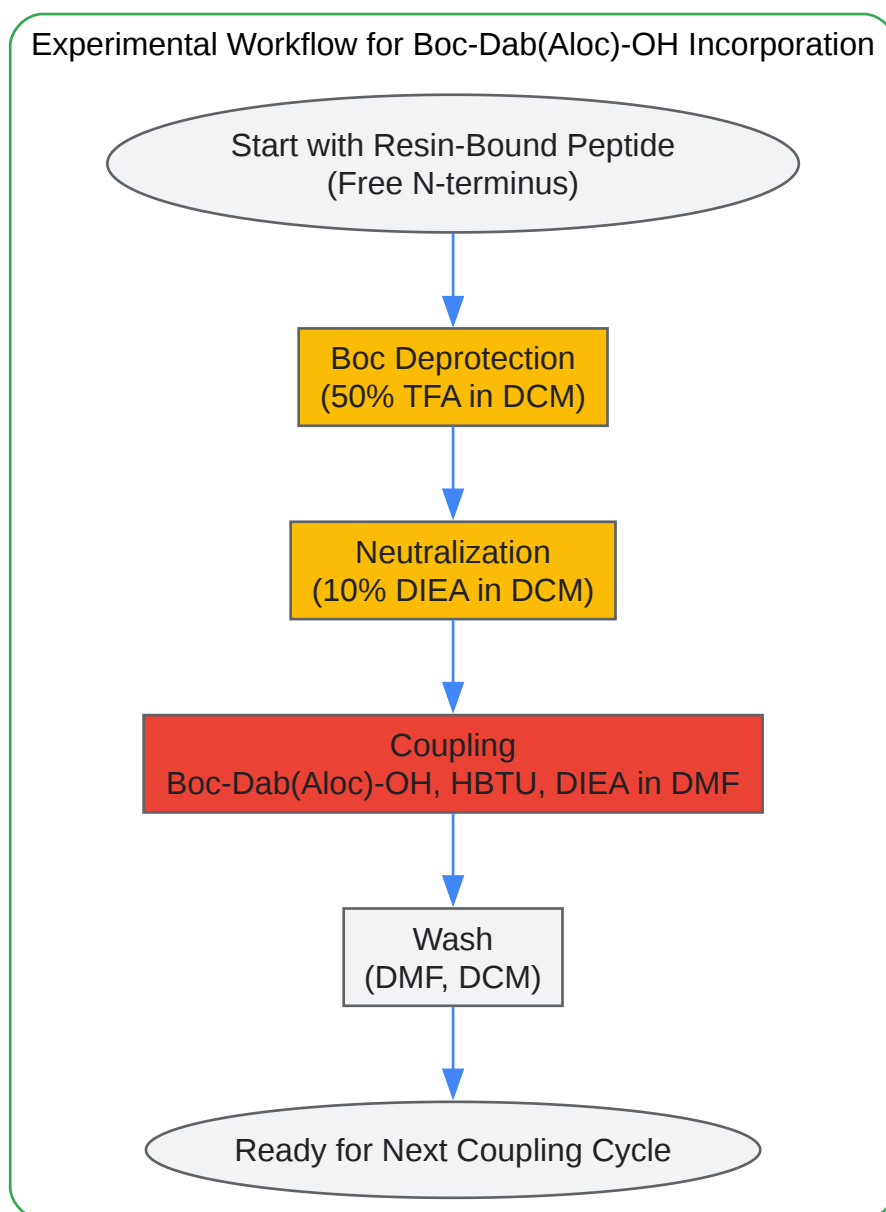 Experimental Workflow for Boc-Dab(Aloc)-OH Incorporation
Start with Resin-Bound Peptide
(Free N-terminus)
Boc Deprotection
(50% TFA in DCM)
Neutralization
(10% DIEA in DCM)
Coupling
Boc-Dab(Aloc)-OH, HBTU, DIEA in DMF
Wash
(DMF, DCM)
Ready for Next Coupling Cycle